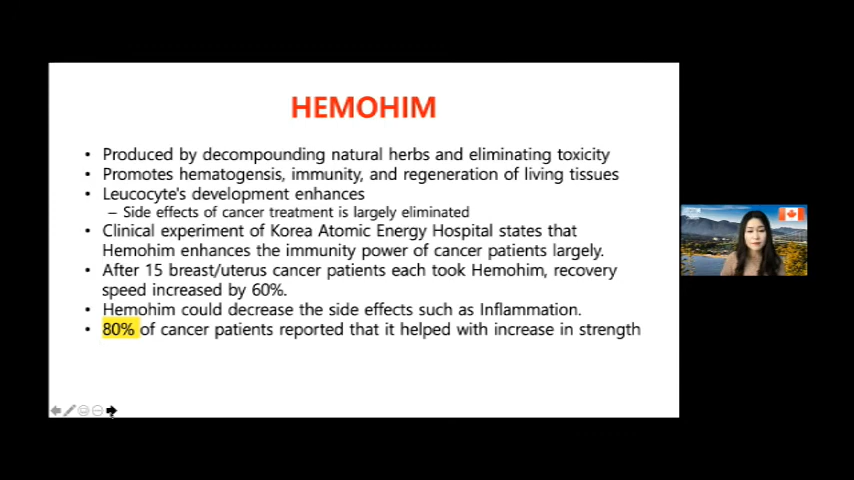 HEMOHIM
• Produced by decompounding natural herbs and eliminating toxicity
• Promotes hematogensis, immunity, and regeneration of living tissues
• Leucocyte's development enhances
– Side effects of cancer treatment is largely eliminated
• Clinical experiment of Korea Atomic Energy Hospital states that
Hemohim enhances the immunity power of cancer patients largely.
• After 15 breast/uterus cancer patients each took Hemohim, recovery
speed increased by 60%.
• Hemohim could decrease the side effects such as Inflammation.
• 80% of cancer patients reported that it helped with increase in strength